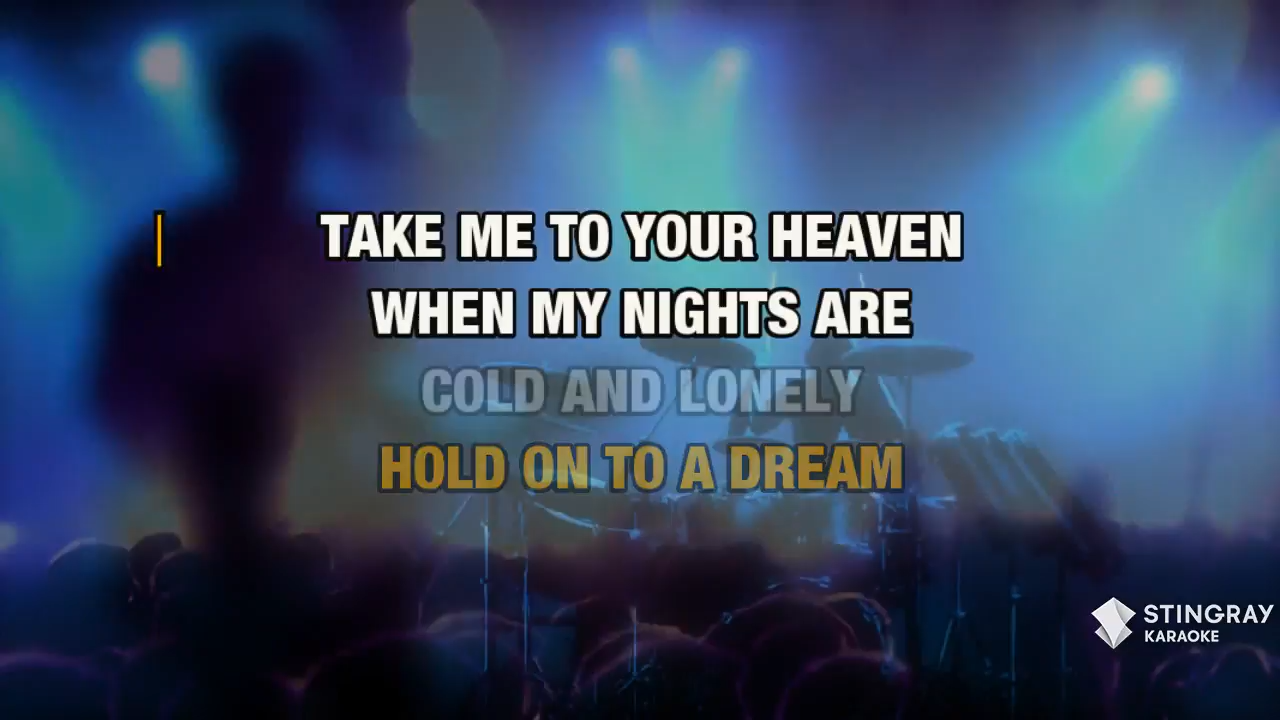 TAKE ME TO YOUR HEAVEN
WHEN MY NIGHTS ARE
COLD AND LONELY
HOLD ON TO A DREAM
STINGRAY
KARAOKE